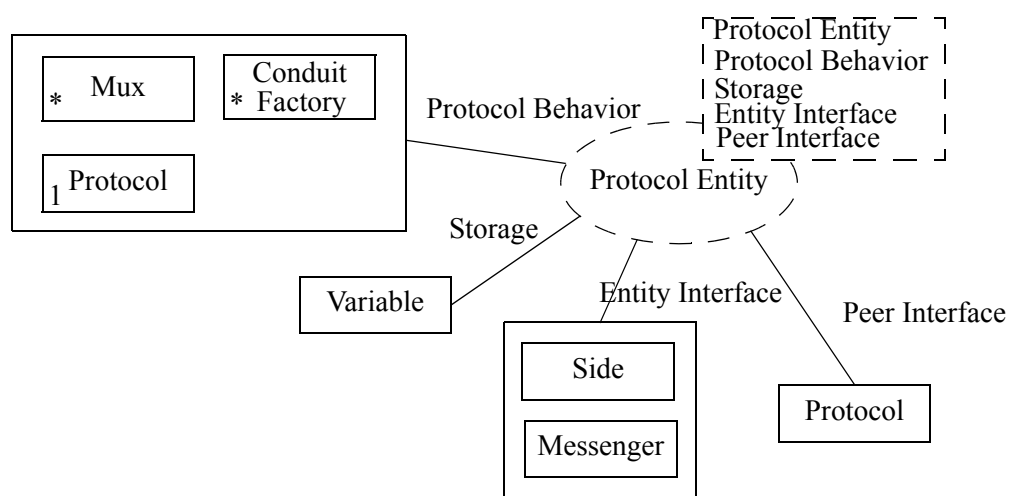 Protocol Entity
Protocol Behavior
Storage
Entity Interface
Peer Interface
Mux
*
Conduit
* Factory
1 Protocol
Protocol Behavior
Protocol Entity
Storage
Variable
Entity Interface
Peer Interface
Side
Messenger
Protocol